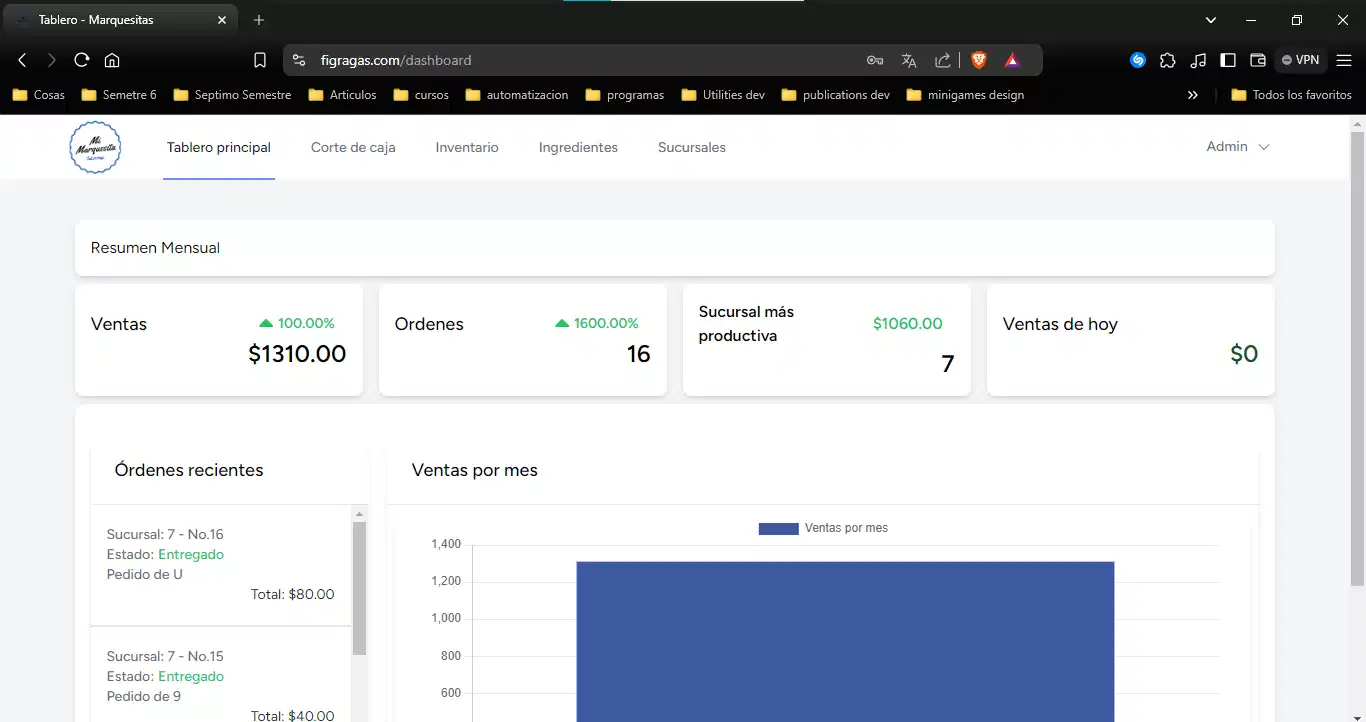 Tablero - Marquesitas
figragas.com/dashboard
VPN
Cosas Semetre 6 Septimo Semestre Articulos cursos automatizacion programas Utilities dev publications dev minigames design Todos los favoritos
Mi
Marquesita
Tablero principal Corte de caja Inventario Ingredientes Sucursales Admin
Resumen Mensual
Ventas 100.00%
$1310.00
Ordenes 1600.00%
16
Sucursal más
productiva
$1060.00
7
Ventas de hoy
$0
Órdenes recientes
Sucursal: 7 - No.16
Estado: Entregado
Pedido de U
Total: $80.00
Sucursal: 7 - No.15
Estado: Entregado
Pedido de 9
Total: $40.00
Ventas por mes
Ventas por mes
1,400
1,200
1,000
800
600